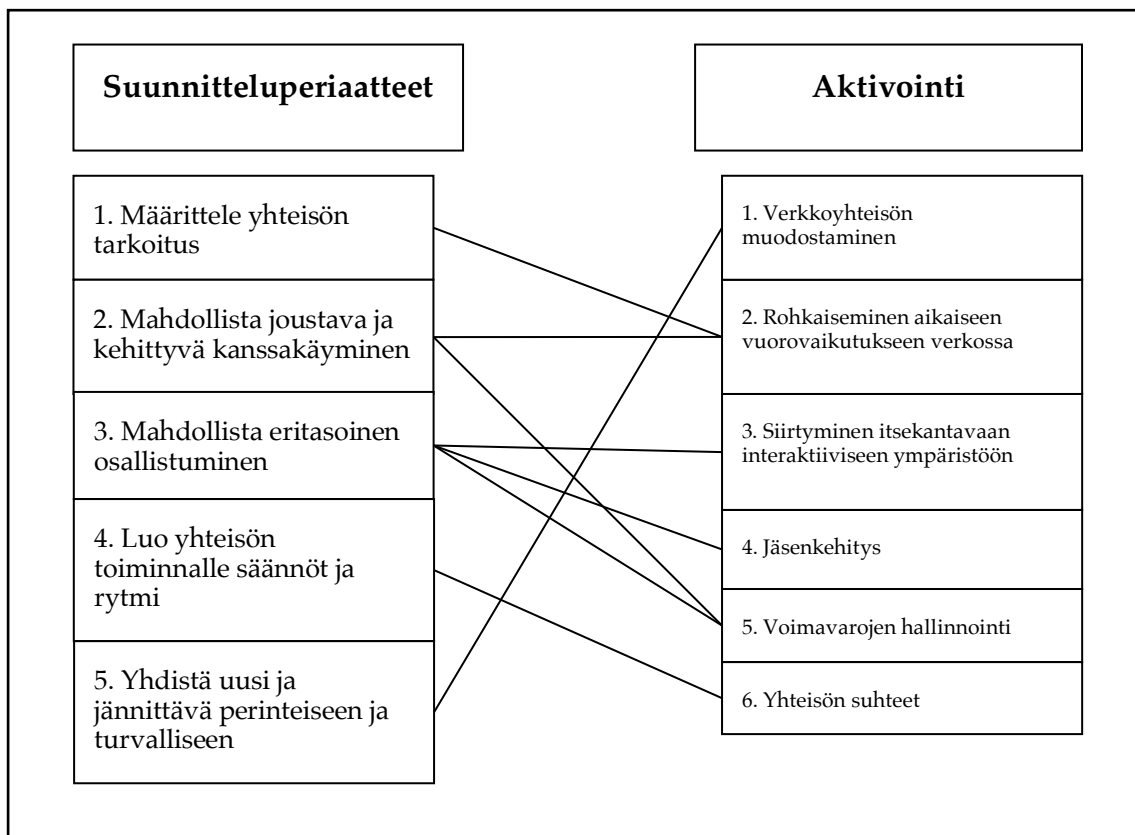 Suunnitteluperiaatteet
1. Määrittele yhteisön
tarkoitus
2. Mahdollista joustava ja
kehittyvä kanssakäyminen
3. Mahdollista eritasoinen
osallistuminen
4. Luo yhteisön
toiminnalle säännöt ja
rytmi
5. Yhdistä uusi ja
jännittävä perinteiseen ja
turvalliseen
Aktivointi
1. Verkkoyhteisön
muodostaminen
2. Rohkaiseminen aikaiseen
vuorovaikutukseen verkossa
3. Siirtyminen itsekantavaan
interaktiiviseen ympäristöön
4. Jäsenkehitys
5. Voimavarojen hallinnointi
6. Yhteisön suhteet